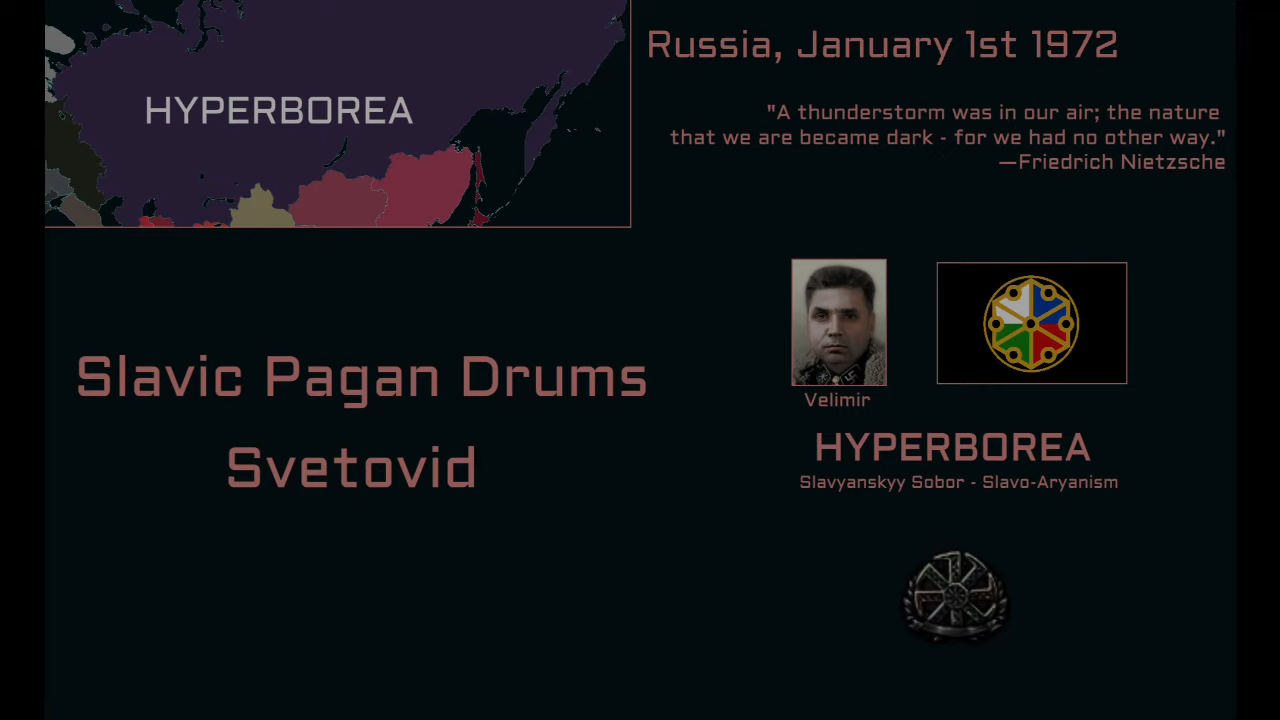 HYPERBOREA
Russia, January 1st 1972
"A thunderstorm was in our air; the nature
that we are became dark - for we had no other way."
—Friedrich Nietzsche
Slavic Pagan Drums
Svetovid
Velimir
HYPERBOREA
Slavyanskyy Sobor - Slavo-Aryanism